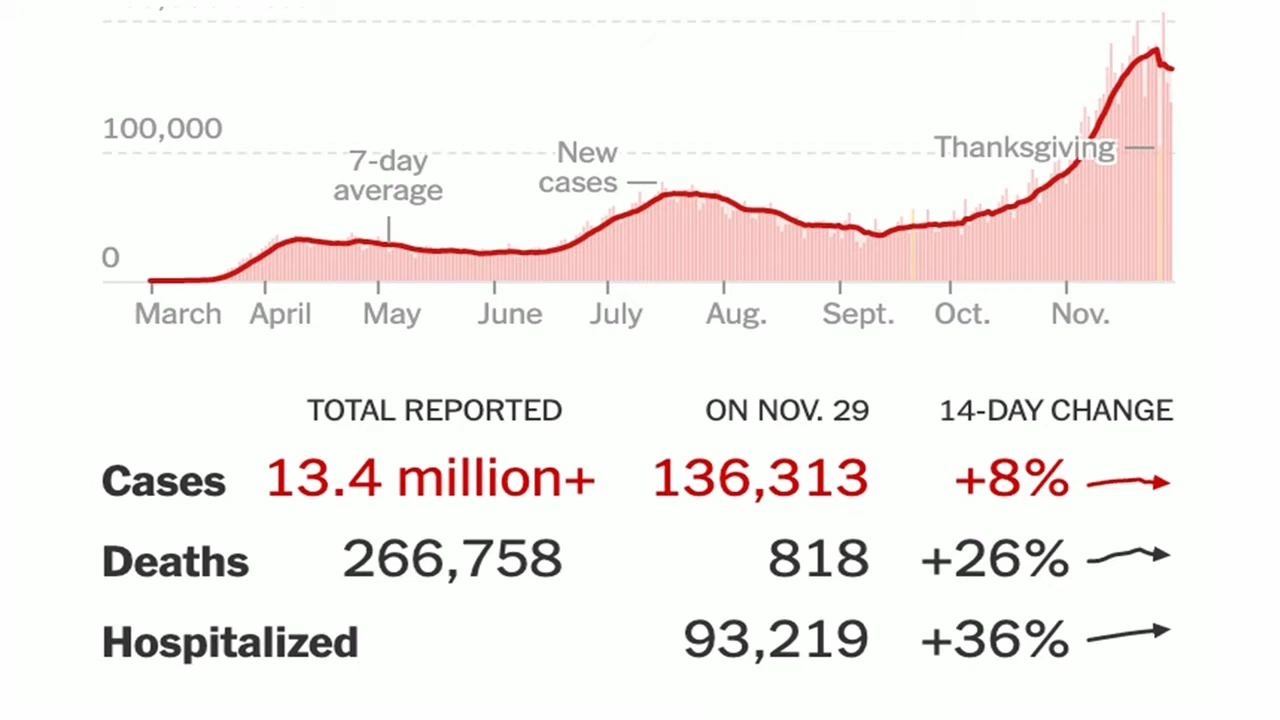 100,000
7-day
average
New
cases
Thanksgiving
0
March April May June July Aug. Sept. Oct. Nov.
TOTAL REPORTED ON NOV. 29 14-DAY CHANGE
Cases 13.4 million+ 136,313 +8%
Deaths 266,758 818 +26%
Hospitalized 93,219 +36%